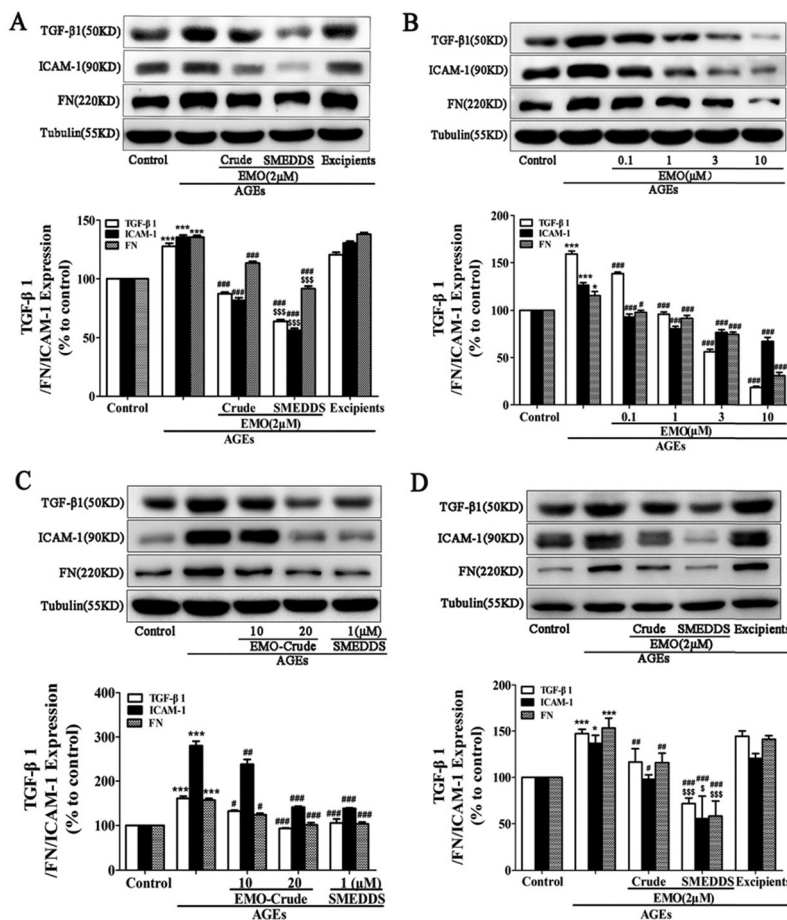 A
TGF-β1(50KD)
ICAM-1(90KD)
FN(220KD)
Tubulin(55KD)
Control Crude SMEDDS Excipients
EMO(2μM)
AGEs
TGF-β 1
/FN/ICAM-1 Expression
(% to control)
150
100
50
0
TGF-β 1
ICAM-1
FN
*** *** ***
### ### ###
### $$$ ### $$$ ### $$$
Control Crude SMEDDS Excipients
EMO(2μM)
AGEs
B
TGF-β1(50KD)
ICAM-1(90KD)
FN(220KD)
Tubulin(55KD)
Control 0.1 1 3 10
EMO(μM)
AGEs
TGF-β 1
/FN/ICAM-1 Expression
(% to control)
200
150
100
50
0
TGF-β 1
ICAM-1
FN
*** *** *
### ### #
### ### ###
### ### ###
### ### ###
Control 0.1 1 3 10
EMO(μM)
AGEs
C
TGF-β1(50KD)
ICAM-1(90KD)
FN(220KD)
Tubulin(55KD)
Control 10 20 1(μM)
EMO-Crude SMEDDS
AGEs
TGF-β 1
/FN/ICAM-1 Expression
(% to control)
400
300
200
100
0
TGF-β 1
ICAM-1
FN
*** *** ***
# ## #
### ### ###
### ### ###
Control 10 20 1 (μM)
EMO-Crude SMEDDS
AGEs
D
TGF-β1(50KD)
ICAM-1(90KD)
FN(220KD)
Tubulin(55KD)
Control Crude SMEDDS Excipients
EMO(2μM)
AGEs
TGF-β 1
/FN/ICAM-1 Expression
(% to control)
200
150
100
50
0
TGF-β 1
ICAM-1
FN
*** * ***
## # ##
### $$$ ### $ ### $$$
Control Crude SMEDDS Excipients
EMO(2μM)
AGEs